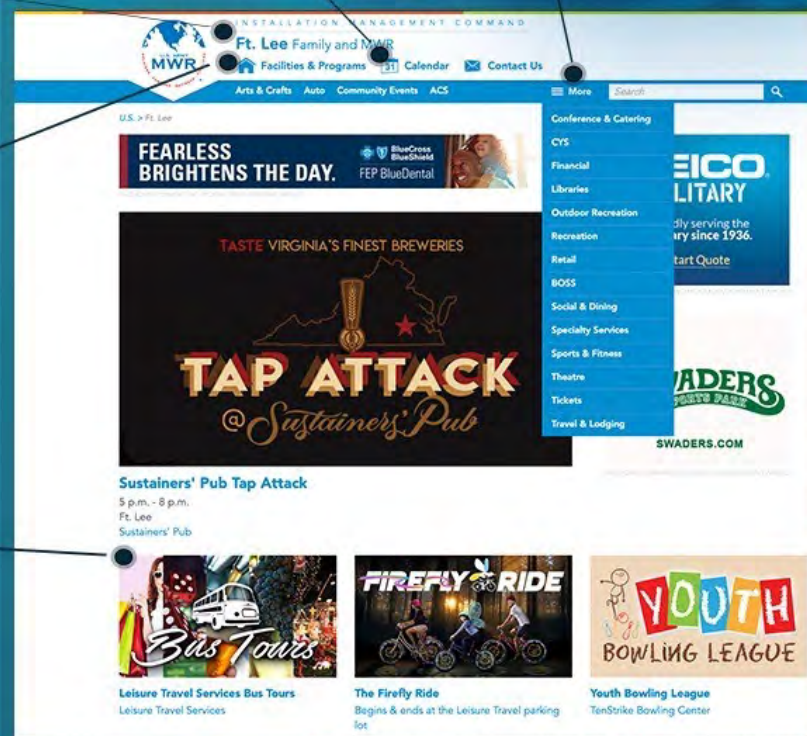 INSTALLATION MANAGEMENT COMMAND
Ft. Lee Family and MWR
U.S. ARMY
MWR
Facilities & Programs
31
Calendar
Contact Us
Arts & Crafts Auto Community Events ACS
More
Search
U.S. > Ft. Lee
FEARLESS
BRIGHTENS THE DAY.
BlueCross
BlueShield
FEP BlueDental
Conference & Catering
CYS
Financial
Libraries
Outdoor Recreation
Recreation
Retail
BOSS
Social & Dining
Specialty Services
Sports & Fitness
Theatre
Tickets
Travel & Lodging
EICO
LITARY
dly serving the
ary since 1936.
tart Quote
TASTE VIRGINIA'S FINEST BREWERIES
TAP ATTACK
@ Sustainers' Pub
ADERS
PORTS PARK
SWADERS.COM
Sustainers' Pub Tap Attack
5 p.m. - 8 p.m.
Ft. Lee
Sustainers' Pub
Bus Tours
FIREFLY RIDE
YOUTH
BOWLING LEAGUE
Leisure Travel Services Bus Tours
Leisure Travel Services
The Firefly Ride
Begins & ends at the Leisure Travel parking
lot
Youth Bowling League
TenStrike Bowling Center